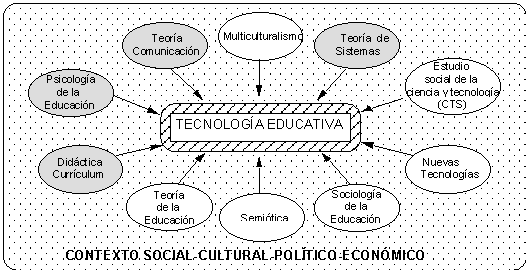 Teoría
Comunicación
Multiculturalismo
Teoría de
Sistemas
Psicología
de la
Educación
Estudio
social de la
ciencia y tecnología
(CTS)
TECNOLOGÍA EDUCATIVA
Didáctica
Currículum
Nuevas
Tecnologías
Teoría
de la
Educación
Semiótica
Sociología
de la
Educación
CONTEXTO SOCIAL-CULTURAL-POLÍTICO-ECONÓMICO